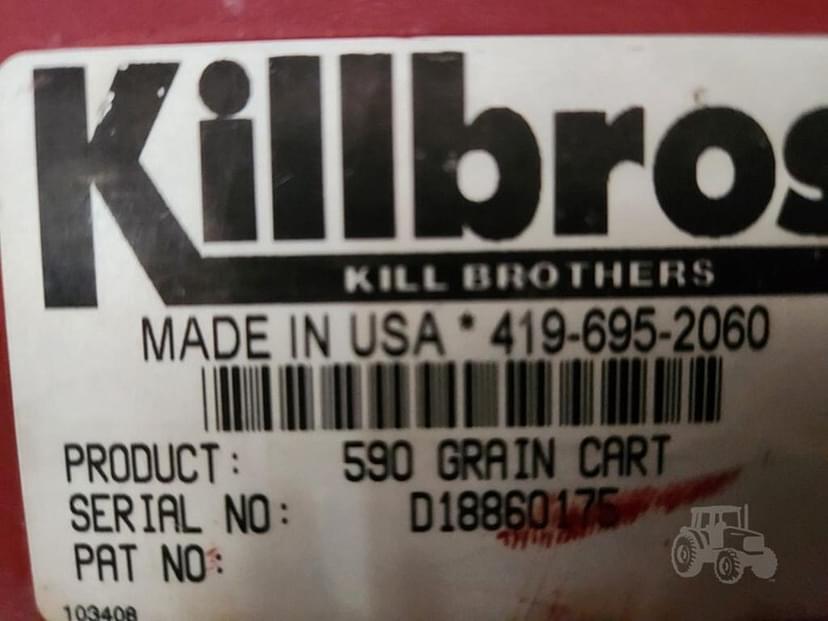 Killbros
KILL BROTHERS
MADE IN USA * 419-695-2060
PRODUCT: 590 GRAIN CART
SERIAL NO: D18860175
PAT NO:
103408